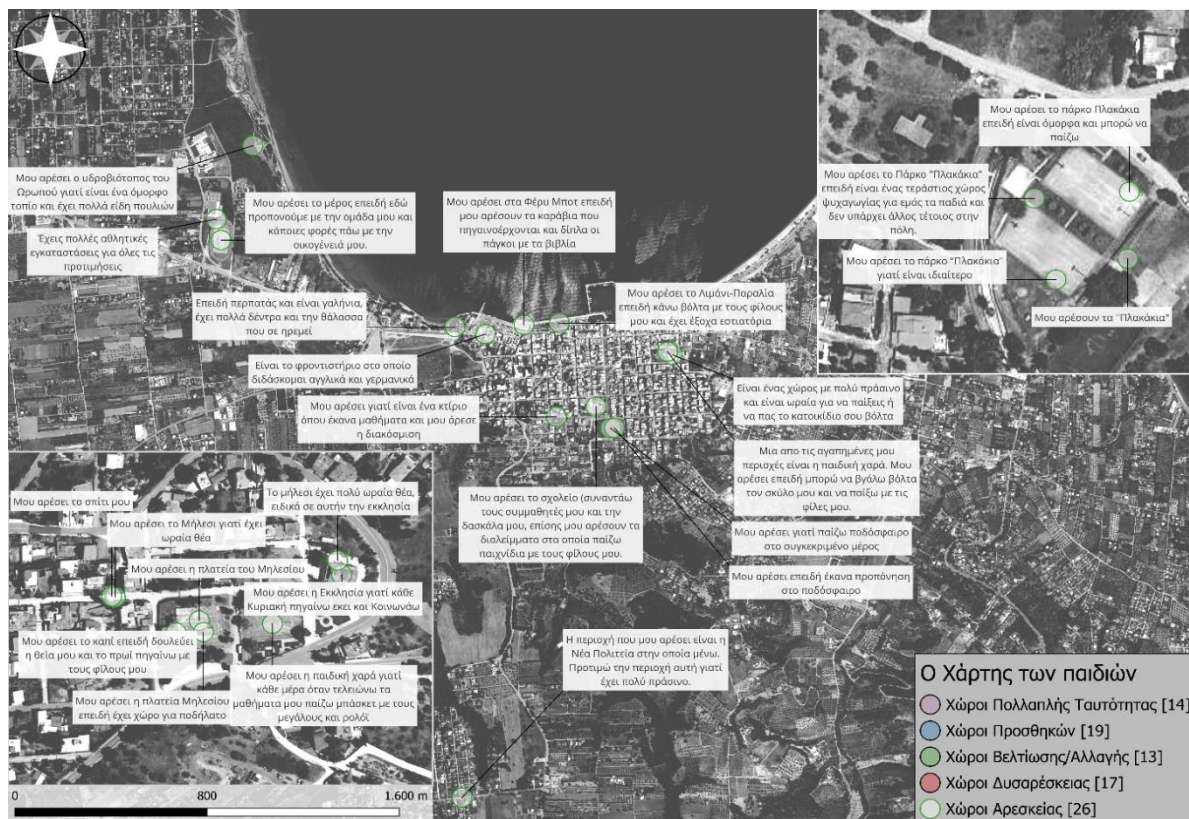 Μου αρέσει ο υδροβιότοπος του
Ωρωπού γιατί είναι ένα όμορφο
τοπίο και έχει πολλά είδη πουλιών
Έχεις πολλές αθλητικές
εγκαταστάσεις για όλες τις
προτιμήσεις
Μου αρέσει το μέρος επειδή εδώ
προπονούμε με την ομάδα μου και
κάποιες φορές πάω με την
οικογένειά μου.
Μου αρέσει στα Φέρυ Μποτ επειδή
μου αρέσουν τα καράβια που
πηγαινοέρχονται και δίπλα οι
πάγκοι με τα βιβλία
Επειδή περπατάς και είναι γαλήνια,
έχει πολλά δέντρα και την θάλασσα
που σε ηρεμεί
Μου αρέσει το Λιμάνι-Παραλία
επειδή κάνω βόλτα με τους φίλους
μου και έχει έξοχα εστιατόρια
Είναι το φροντιστήριο στο οποίο
διδάσκομαι αγγλικά και γερμανικά
Μου αρέσει γιατί είναι ένα κτίριο
όπου έκανα μαθήματα και μου άρεσε
η διακόσμιση
Είναι ένας χώρος με πολύ πράσινο
και είναι ωραία για να παίξεις ή
να πας το κατοικίδιο σου βόλτα
Μια απο τις αγαπημένες μου
περιοχές είναι η παιδική χαρά. Μου
αρέσει επειδή μπορώ να βγάλω βόλτα
τον σκύλο μου και να παίξω με τις
φίλες μου.
Μου αρέσει το σχολείο (συναντάω
τους συμμαθητές μου και την
δασκάλα μου, επίσης μου αρέσουν τα
διαλείμματα στα οποία παίζω
παιχνίδια με τους φίλους μου.
Μου αρέσει γιατί παίζω ποδόσφαιρο
στο συγκεκριμένο μέρος
Μου αρέσει επειδή έκανα προπόνηση
στο ποδόσφαιρο
Η περιοχή που μου αρέσει είναι η
Νέα Πολιτεία στην οποία μένω.
Προτιμώ την περιοχή αυτή γιατί
έχει πολύ πράσινο.
Μου αρέσει το πάρκο Πλακάκια
επειδή είναι όμορφα και μπορώ να
παίζω
Μου αρέσει το Πάρκο "Πλακάκια"
επειδή είναι ένας τεράστιος χώρος
ψυχαγωγίας για εμάς τα παδιά και
δεν υπάρχει άλλος τέτοιος στην
πόλη.
Μου αρέσει το πάρκο "Πλακάκια"
γιατί είναι ιδιαίτερο
Μου αρέσουν τα "Πλακάκια"
Μου αρέσει το σπίτι μου
Μου αρέσει το Μήλεσι γιατί έχει
ωραία θέα
Το μήλεσι έχει πολύ ωραία θέα,
ειδικά σε αυτήν την εκκλησία
Μου αρέσει η πλατεία του Μηλεσίου
Μου αρέσει η Εκκλησία γιατί κάθε
Κυριακή πηγαίνω εκει και Κοινωνάω
Μου αρέσει το καπί επειδή δουλεύει
η θεία μου και το πρωί πηγαίνω με
τους φίλους μου
Μου αρέσει η παιδική χαρά γιατί
κάθε μέρα όταν τελειώνω τα
μαθήματα μου παίζω μπάσκετ με τους
μεγάλους και ρολόϊ
Μου αρέσει η πλατεία Μηλεσίου
επειδή έχει χώρο για ποδήλατο
0 800 1.600 m
Ο Χάρτης των παιδιών
Χώροι Πολλαπλής Ταυτότητας [14]
Χώροι Προσθηκών [19]
Χώροι Βελτίωσης/Αλλαγής [13]
Χώροι Δυσαρέσκειας [17]
Χώροι Αρεσκείας [26]